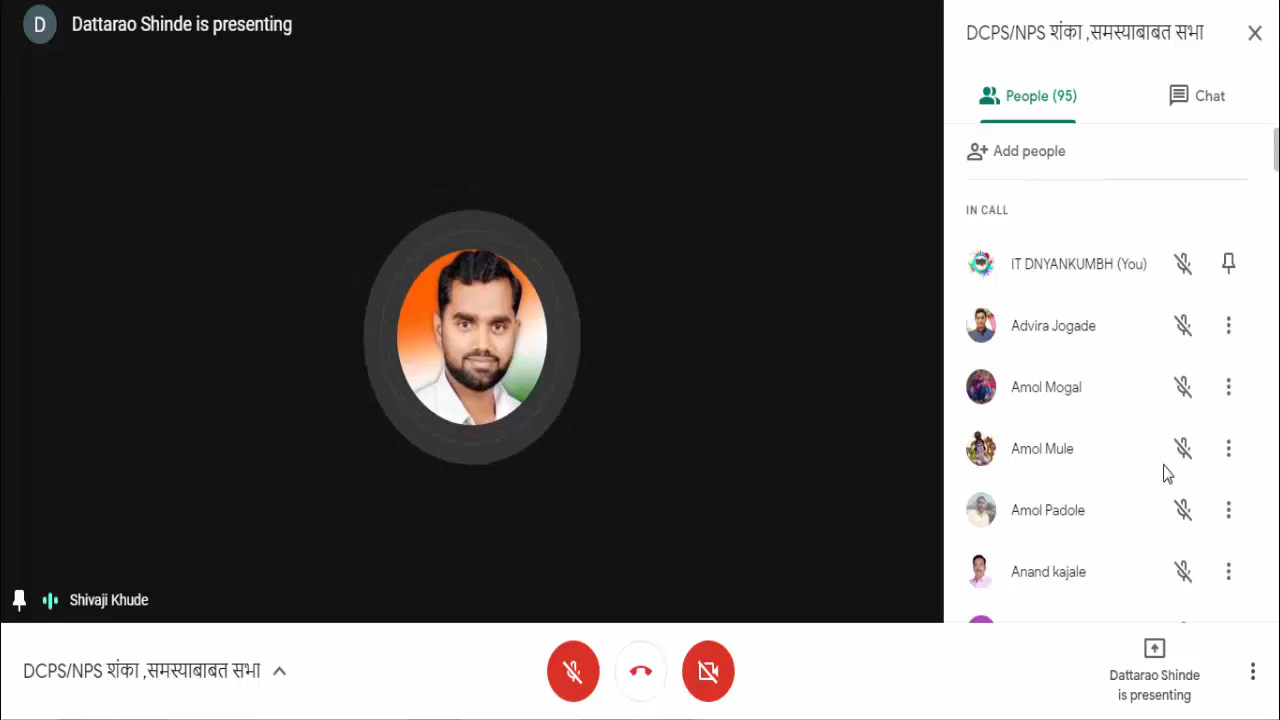 D
Dattarao Shinde is presenting
Shivaji Khude
DCPS/NPS शंका ,समस्याबाबत सभा
People (95)
Chat
Add people
IN CALL
IT DNYANKUMBH (You)
Advira Jogade
Amol Mogal
Amol Mule
Amol Padole
Anand kajale
DCPS/NPS शंका ,समस्याबाबत सभा
Dattarao Shinde
is presenting